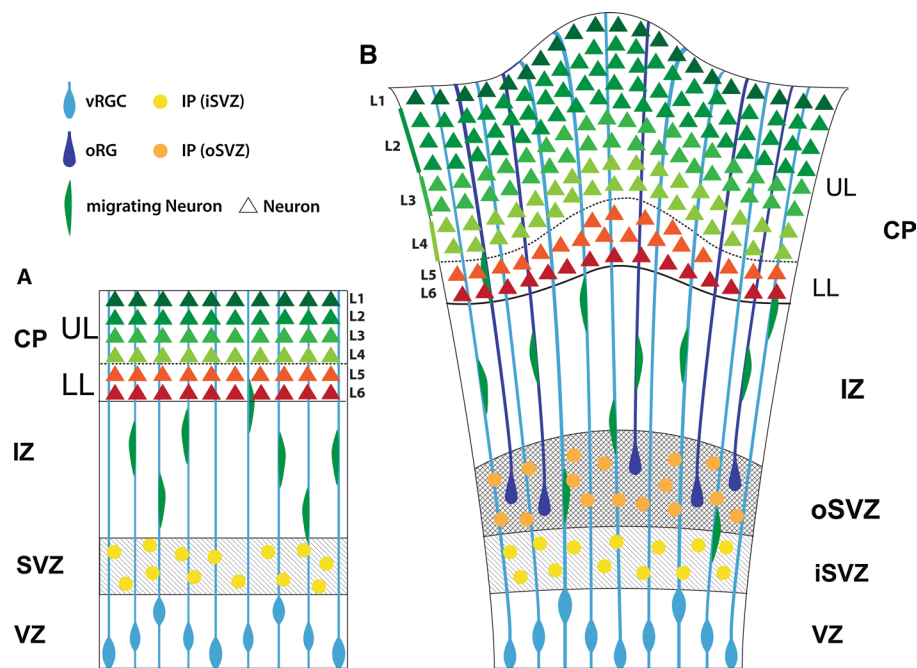 vRGC
IP (iSVZ)
oRG
IP (oSVZ)
migrating Neuron
Neuron
A
CP
UL
LL
IZ
SVZ
VZ
L1
L2
L3
L4
L5
L6
B
L1
L2
L3
L4
L5
L6
UL
CP
LL
IZ
oSVZ
iSVZ
VZ